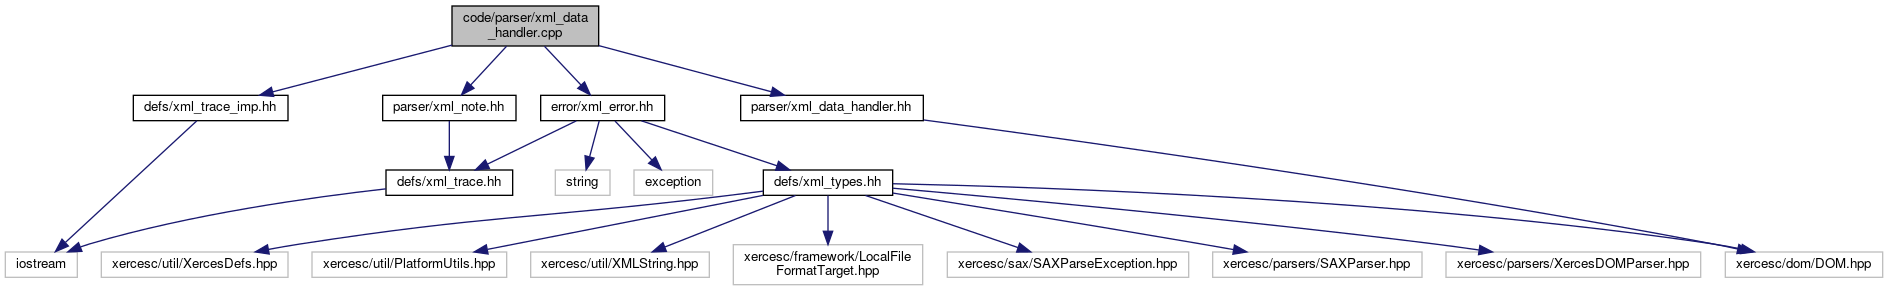 code/parser/xml_data
_handler.cpp
defs/xml_trace_imp.hh
parser/xml_note.hh
error/xml_error.hh
parser/xml_data_handler.hh
defs/xml_trace.hh
string
exception
defs/xml_types.hh
iostream
xercesc/util/XercesDefs.hpp
xercesc/util/PlatformUtils.hpp
xercesc/util/XMLString.hpp
xercesc/framework/LocalFile
FormatTarget.hpp
xercesc/sax/SAXParseException.hpp
xercesc/parsers/SAXParser.hpp
xercesc/parsers/XercesDOMParser.hpp
xercesc/dom/DOM.hpp